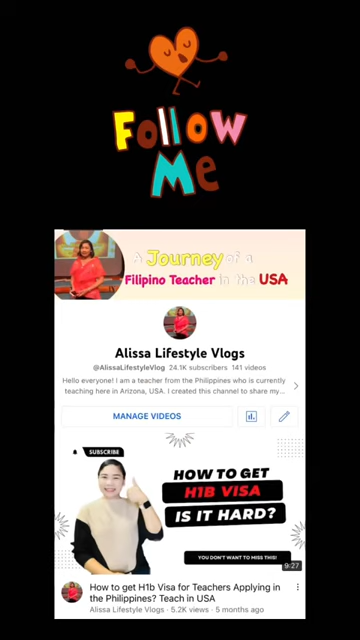 Follow
Me
A Journey of a
Filipino Teacher in the USA
Alissa Lifestyle Vlogs
@AlissaLifestyleVlog 24.1K subscribers 141 videos
Hello everyone! I am a teacher from the Philippines who is currently
teaching here in Arizona, USA. I created this channel to share my...
MANAGE VIDEOS
SUBSCRIBE
HOW TO GET
H1B VISA
IS IT HARD?
YOU DON'T WANT TO MISS THIS!
9:27
How to get H1b Visa for Teachers Applying in
the Philippines? Teach in USA
Alissa Lifestyle Vlogs · 5.2K views · 5 months ago